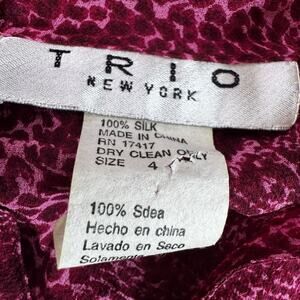 TRIO
NEW YORK
100% SILK
MADE IN CHINA
RN 17417
DRY CLEAN ONLY
SIZE 4
100% Sdea
Hecho en china
Lavado en Seco
Solamente